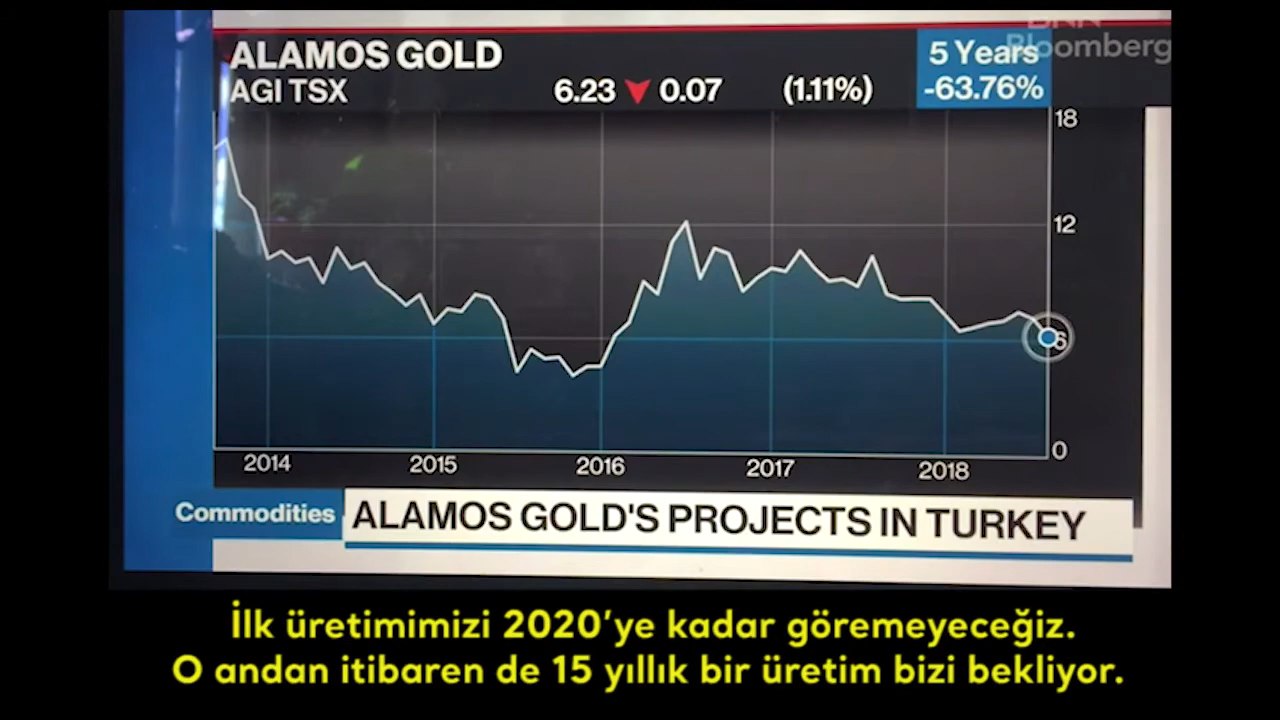 BNN
Bloomberg
ALAMOS GOLD
AGI TSX
6.23 ▼ 0.07 (1.11%)
5 Years
-63.76%
18
12
6
0
2014 2015 2016 2017 2018
Commodities
ALAMOS GOLD'S PROJECTS IN TURKEY
İlk üretimimizi 2020'ye kadar göremeyeceğiz.
O andan itibaren de 15 yıllık bir üretim bizi bekliyor.